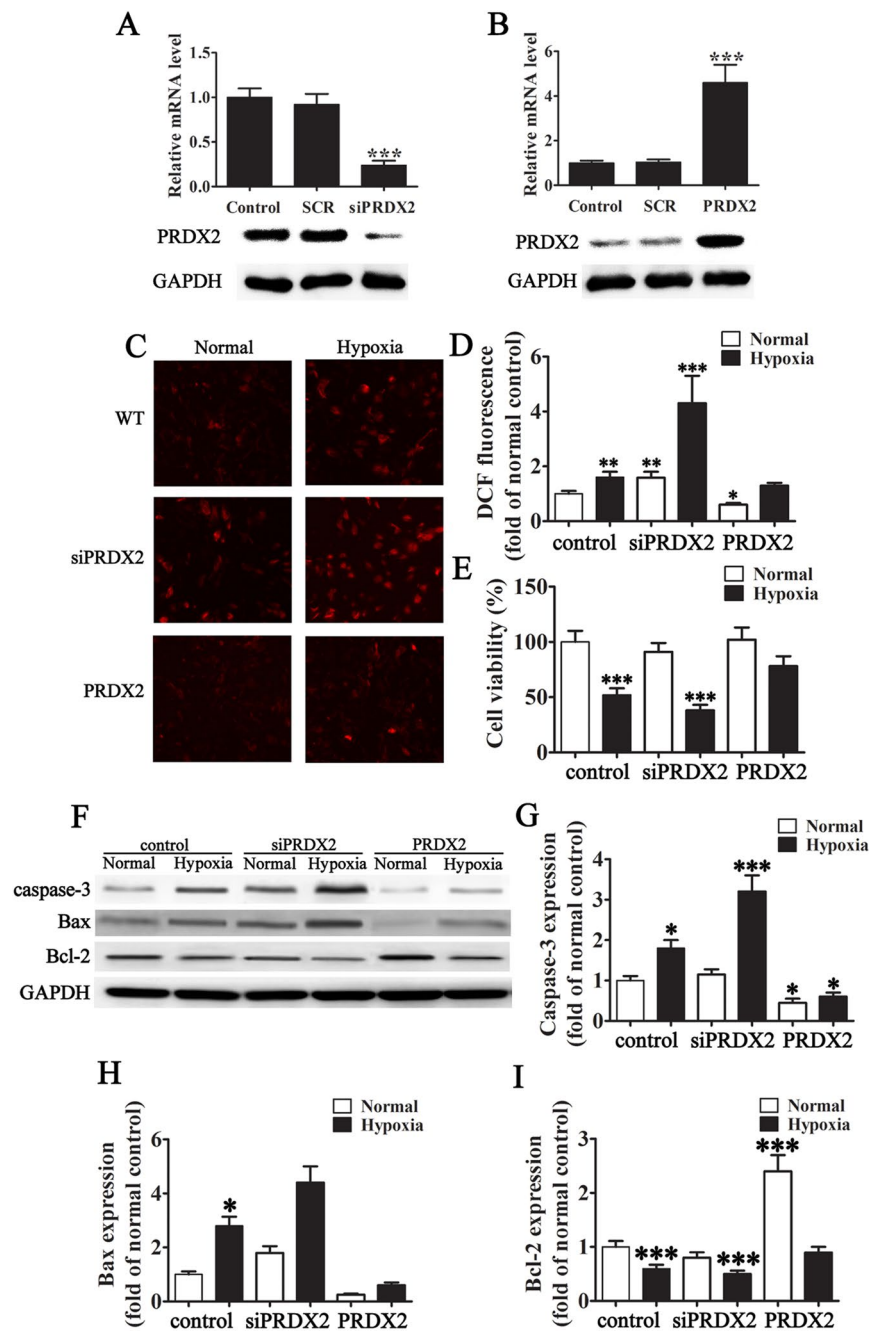 A
Relative mRNA level
1.5
1.0
0.5
0.0
***
Control SCR siPRDX2
PRDX2
GAPDH
B
Relative mRNA level
6
4
2
0
***
Control SCR PRDX2
PRDX2
GAPDH
C
Normal Hypoxia
WT
siPRDX2
PRDX2
D
DCF fluorescence
(fold of normal control)
6
4
2
0
Normal
Hypoxia
** ** *** *
control siPRDX2 PRDX2
E
Cell viability (%)
150
100
50
0
Normal
Hypoxia
*** ***
control siPRDX2 PRDX2
F
control siPRDX2 PRDX2
Normal Hypoxia Normal Hypoxia Normal Hypoxia
caspase-3
Bax
Bcl-2
GAPDH
G
Caspase-3 expression
(fold of normal control)
4
3
2
1
0
Normal
Hypoxia
* *** * *
control siPRDX2 PRDX2
H
Bax expression
(fold of normal control)
6
4
2
0
Normal
Hypoxia
*
control siPRDX2 PRDX2
I
Bcl-2 expression
(fold of normal control)
3
2
1
0
Normal
Hypoxia
*** *** ***
control siPRDX2 PRDX2